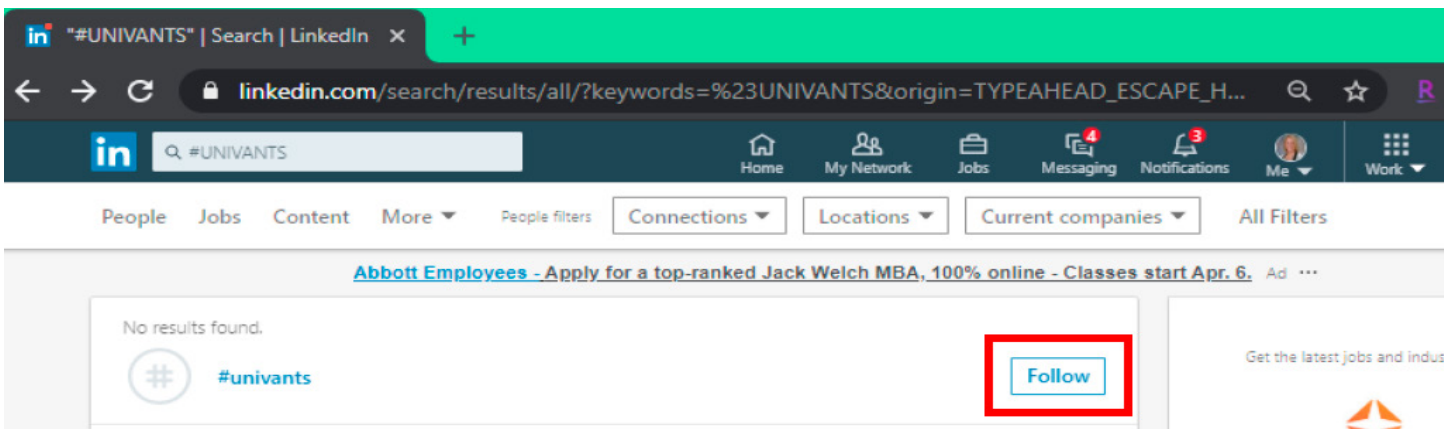 in "#UNIVANTS" | Search | LinkedIn
linkedin.com/search/results/all/?keywords=%23UNIVANTS&origin=TYPEAHEAD_ESCAPE_H... R
in #UNIVANTS Home My Network Jobs 4 Messaging 3 Notifications Me Work
People Jobs Content More People filters Connections Locations Current companies All Filters
Abbott Employees - Apply for a top-ranked Jack Welch MBA, 100% online - Classes start Apr. 6. Ad ...
No results found.
# #univants Follow
Get the latest jobs and indus